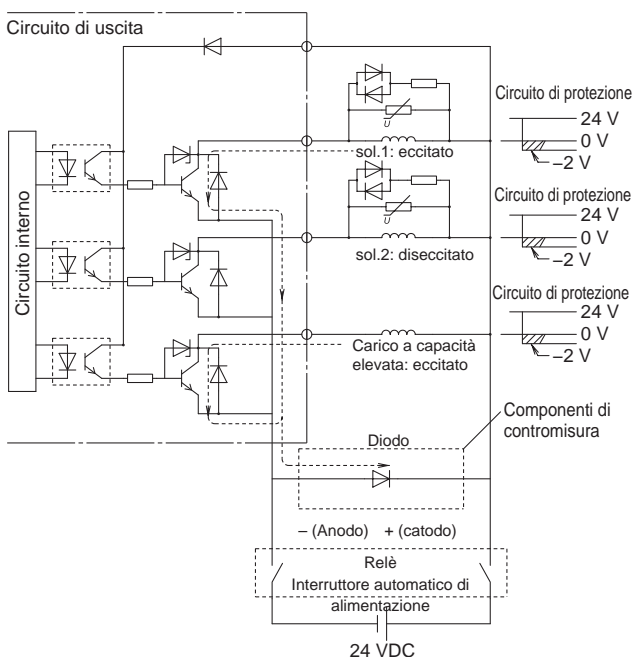 Circuito di uscita
Circuito interno
sol.1: eccitato
U
sol.2: diseccitato
U
Carico a capacità
elevata: eccitato
Circuito di protezione
24 V
0 V
–2 V
Circuito di protezione
24 V
0 V
–2 V
Circuito di protezione
24 V
0 V
–2 V
Componenti di
contromisura
Diodo
– (Anodo) + (catodo)
Relè
Interruttore automatico di
alimentazione
24 VDC